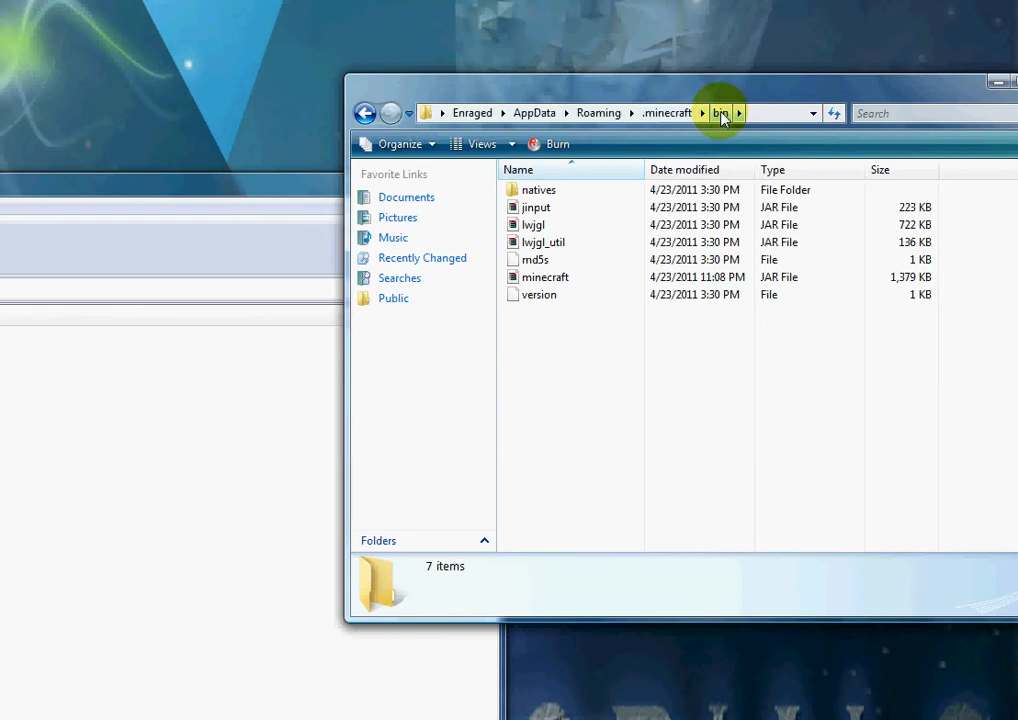 Enraged AppData Roaming .minecraft bin Search
Organize Views Burn
Favorite Links
Documents
Pictures
Music
Recently Changed
Searches
Public
Folders
Name Date modified Type Size
natives 4/23/2011 3:30 PM File Folder
jinput 4/23/2011 3:30 PM JAR File 223 KB
lwjgl 4/23/2011 3:30 PM JAR File 722 KB
lwjgl_util 4/23/2011 3:30 PM JAR File 136 KB
md5s 4/23/2011 3:30 PM File 1 KB
minecraft 4/23/2011 11:08 PM JAR File 1,379 KB
version 4/23/2011 3:30 PM File 1 KB
7 items